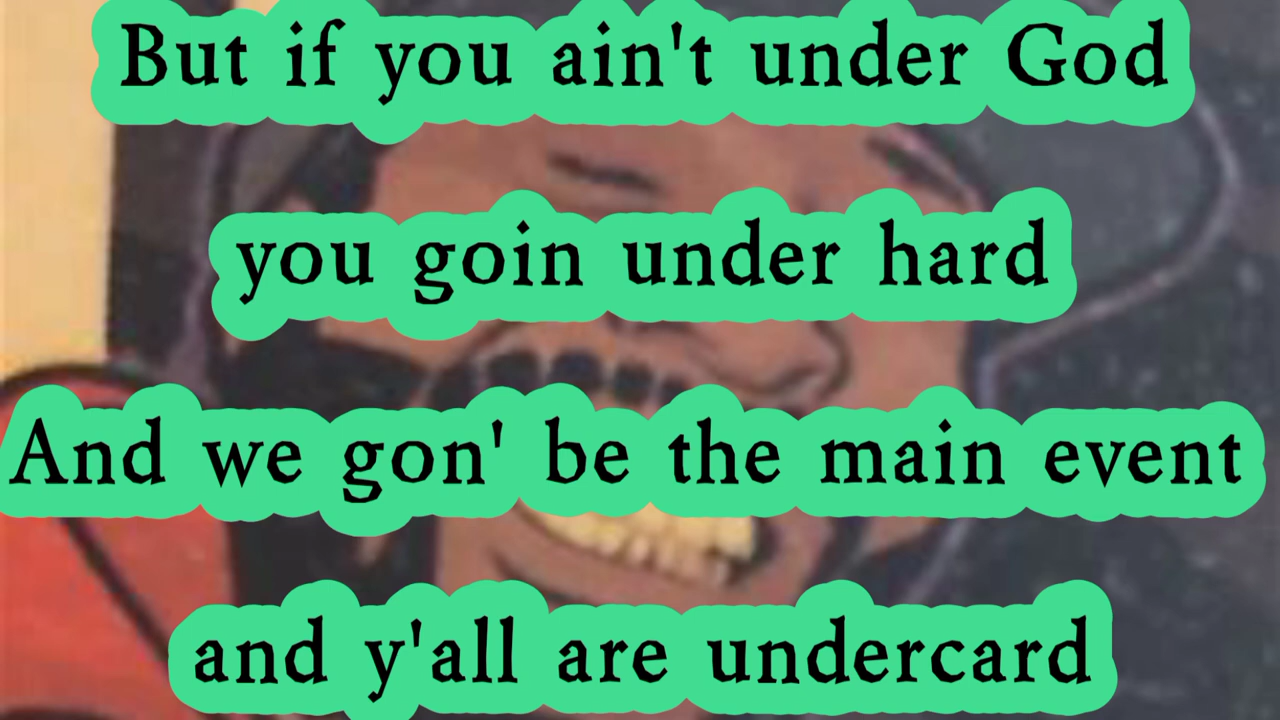 But if you ain't under God
you goin under hard
And we gon' be the main event
and y'all are undercard